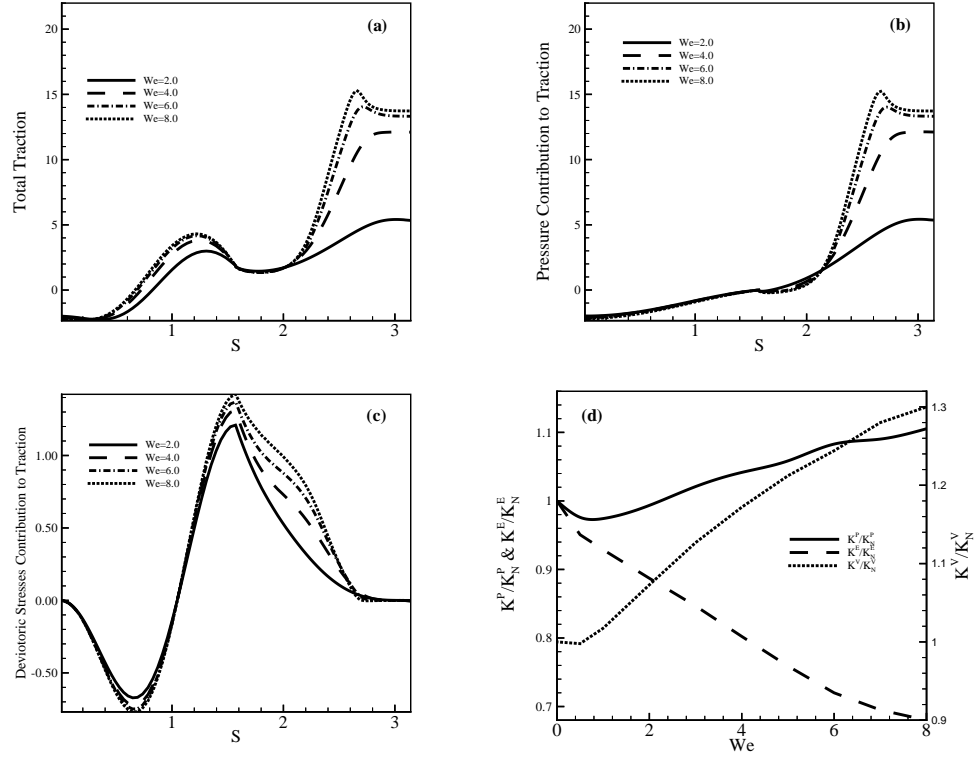 (a)
Total Traction
20
15
10
5
0
We=2.0
We=4.0
We=6.0
We=8.0
1
2
3
S
(b)
Pressure Contribution to Traction
20
15
10
5
0
We=2.0
We=4.0
We=6.0
We=8.0
1
2
3
S
(c)
Deviotoric Stresses Contribution to Traction
1.00
0.50
0.00
-0.50
We=2.0
We=4.0
We=6.0
We=8.0
1
2
3
S
(d)
K^P/K_N^P & K^E/K_N^E
1.1
1
0.9
0.8
0.7
K^P/K_N^P
K^E/K_N^E
K^V/K_N^V
1.3
1.2
1.1
1
0.9
K^V/K_N^V
0
2
4
6
8
We